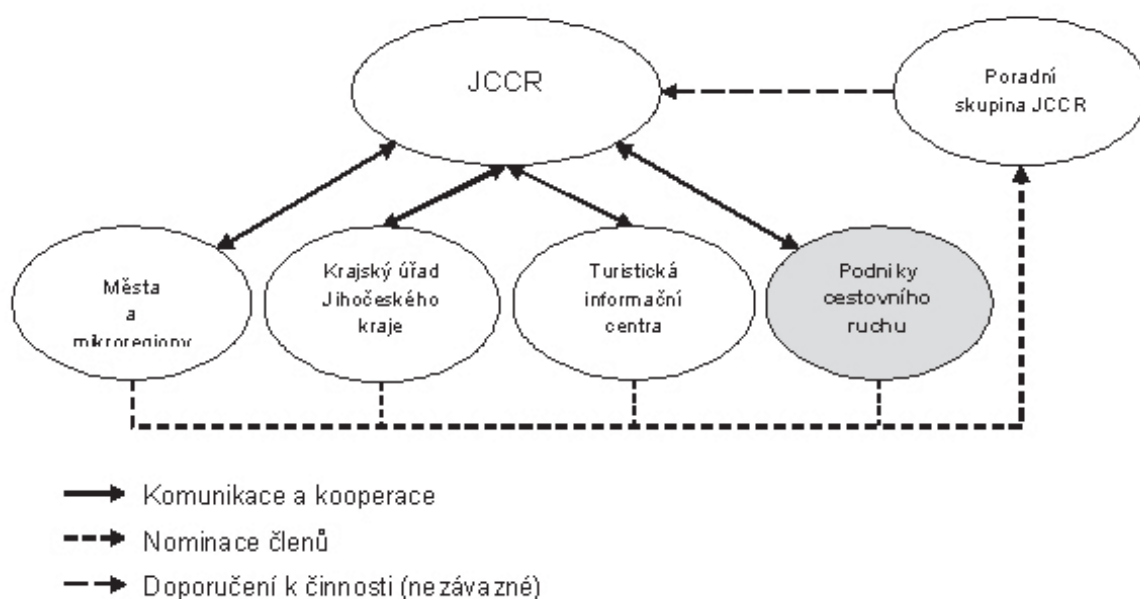 JCCR
Poradní
skupina JCCR
Města
a
mikroregiony
Krajský úřad
Jihočeského
kraje
Turistická
informační
centra
Podniky
cestovního
ruchu
Komunikace a kooperace
Nominace členů
Doporučení k činnosti (nezávazné)